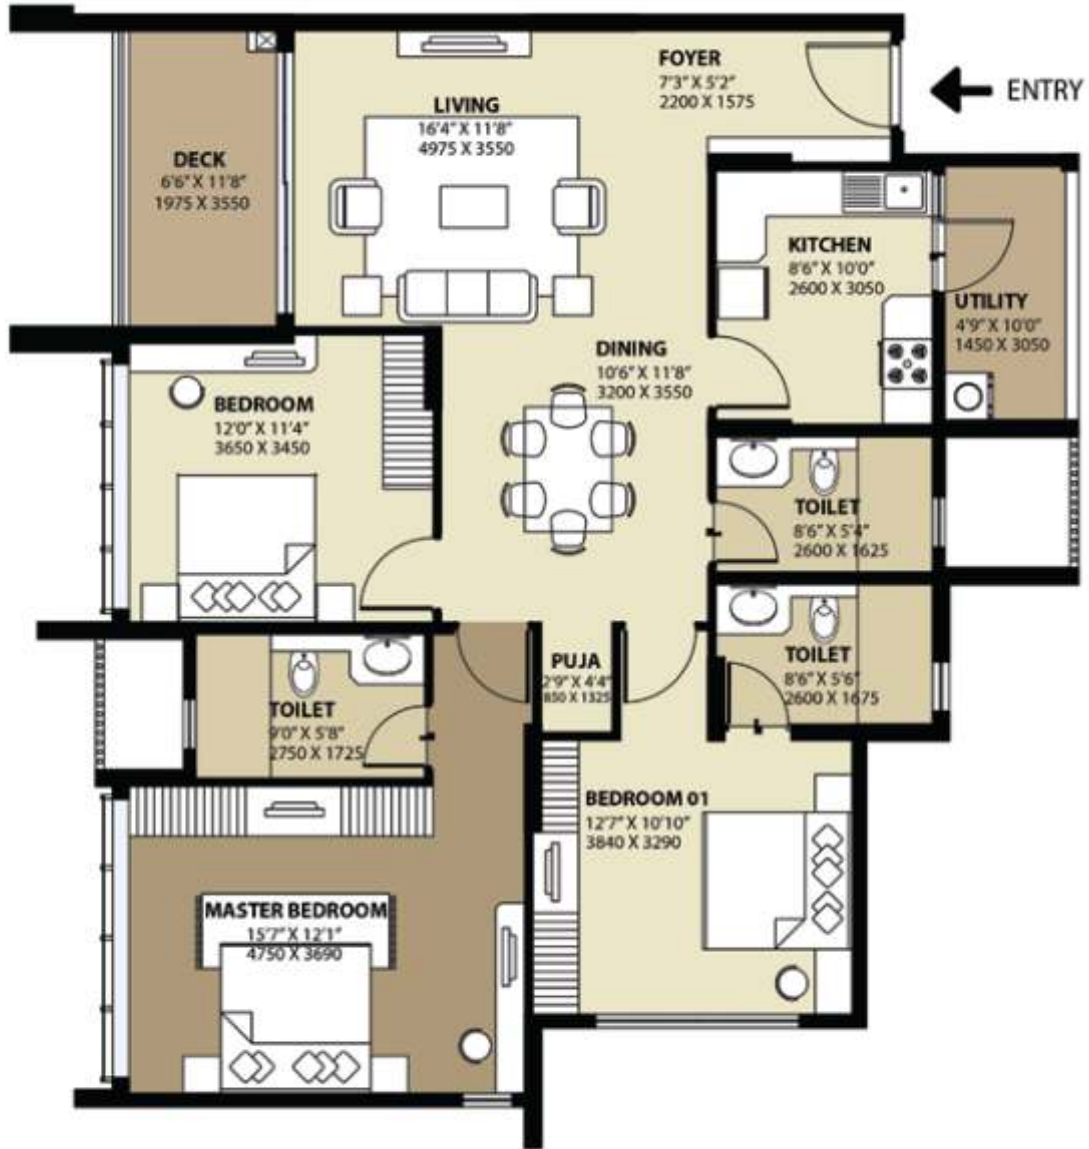 FOYER
7'3" X 5'2"
2200 X 1575
ENTRY
LIVING
16'4" X 11'8"
4975 X 3550
DECK
6'6" X 11'8"
1975 X 3550
KITCHEN
8'6" X 10'0"
2600 X 3050
UTILITY
4'9" X 10'0"
1450 X 3050
DINING
10'6" X 11'8"
3200 X 3550
BEDROOM
12'0" X 11'4"
3650 X 3450
TOILET
8'6" X 5'4"
2600 X 1625
TOILET
8'6" X 5'6"
2600 X 1675
PUJA
2'9" X 4'4"
850 X 1325
TOILET
9'0" X 5'8"
2750 X 1725
BEDROOM 01
12'7" X 10'10"
3840 X 3290
MASTER BEDROOM
15'7" X 12'1"
4750 X 3690